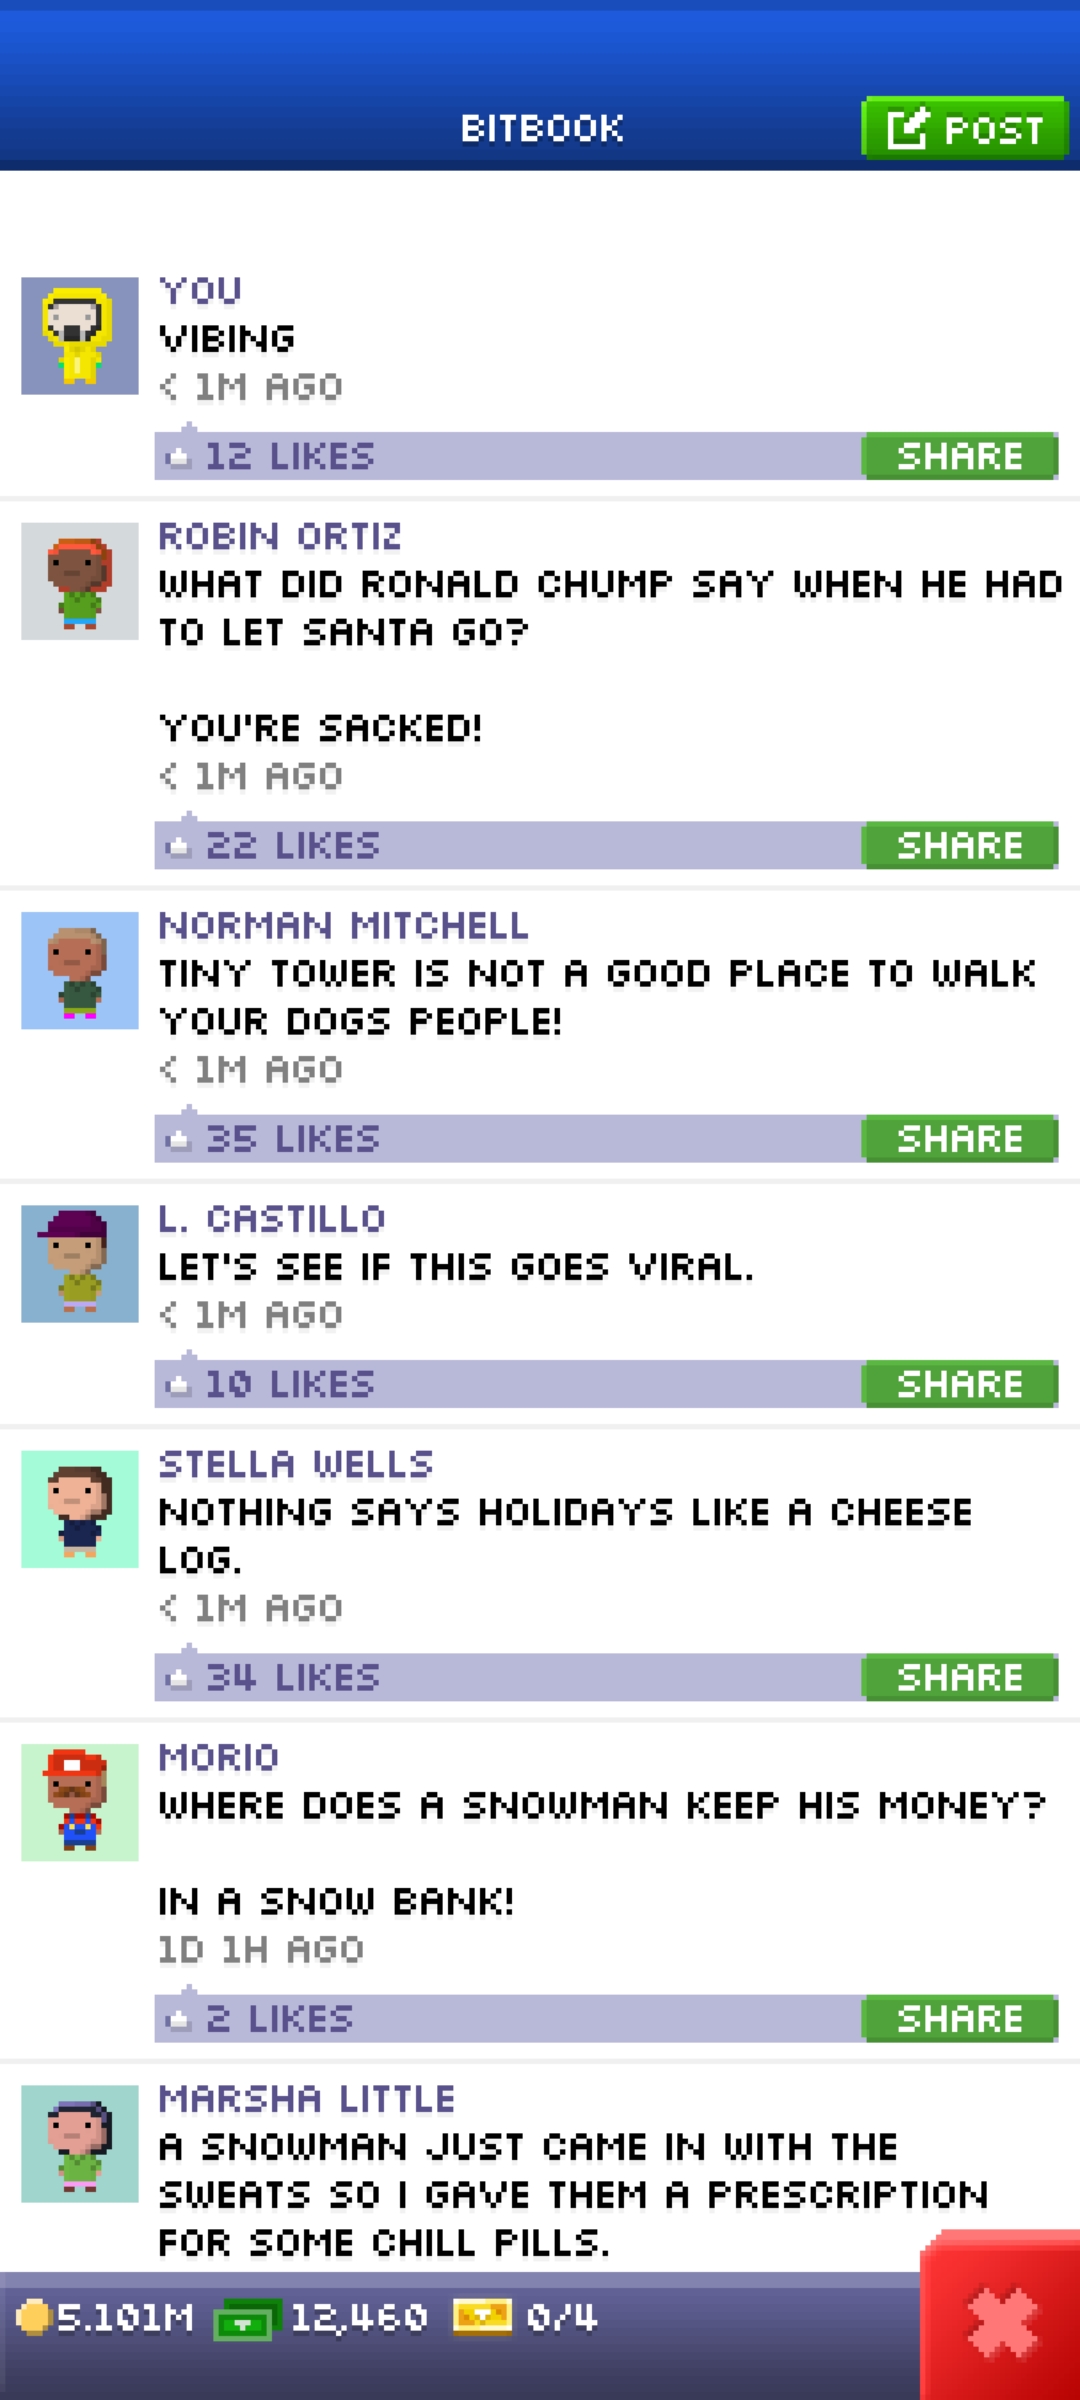 BITBOOK
POST
YOU
VIBING
< 1M AGO
12 LIKES
SHARE
ROBIN ORTIZ
WHAT DID RONALD CHUMP SAY WHEN HE HAD
TO LET SANTA GO?
YOU'RE SACKED!
< 1M AGO
22 LIKES
SHARE
NORMAN MITCHELL
TINY TOWER IS NOT A GOOD PLACE TO WALK
YOUR DOGS PEOPLE!
< 1M AGO
35 LIKES
SHARE
L. CASTILLO
LET'S SEE IF THIS GOES VIRAL.
< 1M AGO
10 LIKES
SHARE
STELLA WELLS
NOTHING SAYS HOLIDAYS LIKE A CHEESE
LOG.
< 1M AGO
34 LIKES
SHARE
MORIO
WHERE DOES A SNOWMAN KEEP HIS MONEY?
IN A SNOW BANK!
1D 1H AGO
2 LIKES
SHARE
MARSHA LITTLE
A SNOWMAN JUST CAME IN WITH THE
SWEATS SO I GAVE THEM A PRESCRIPTION
FOR SOME CHILL PILLS.
5.101M 12,460 0/4